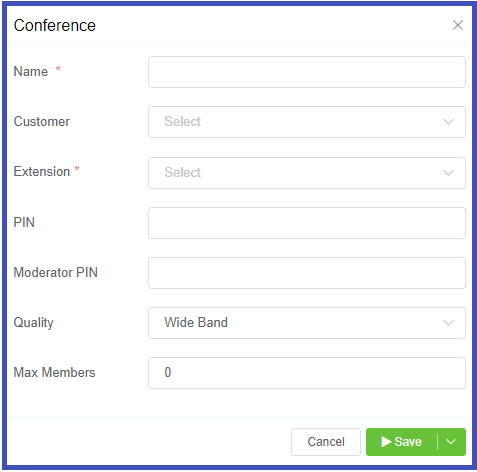 Conference
Name *
Customer Select
Extension * Select
PIN
Moderator PIN
Quality Wide Band
Max Members 0
Cancel Save